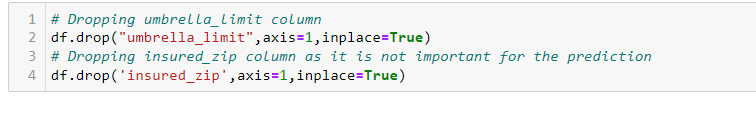 1 # Dropping umbrella_limit column
2 df.drop("umbrella_limit",axis=1,inplace=True)
3 # Dropping insured_zip column as it is not important for the prediction
4 df.drop('insured_zip',axis=1,inplace=True)